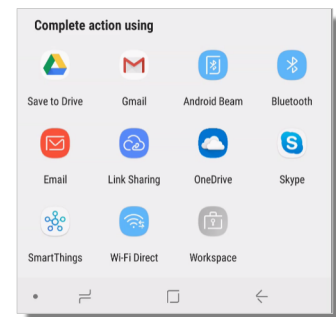 Complete action using
Save to Drive
Gmail
Android Beam
Bluetooth
Email
Link Sharing
OneDrive
Skype
SmartThings
Wi-Fi Direct
Workspace